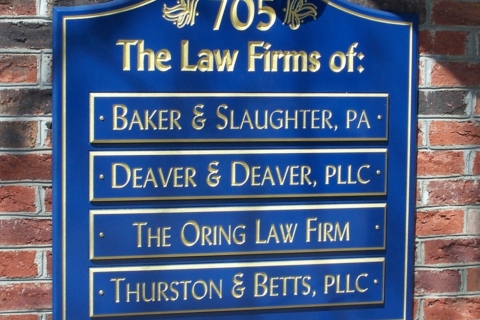 705
The Law Firms of:
· BAKER & SLAUGHTER, PA ·
· DEAVER & DEAVER, PLLC ·
· THE ORING LAW FIRM ·
· THURSTON & BETTS, PLLC ·